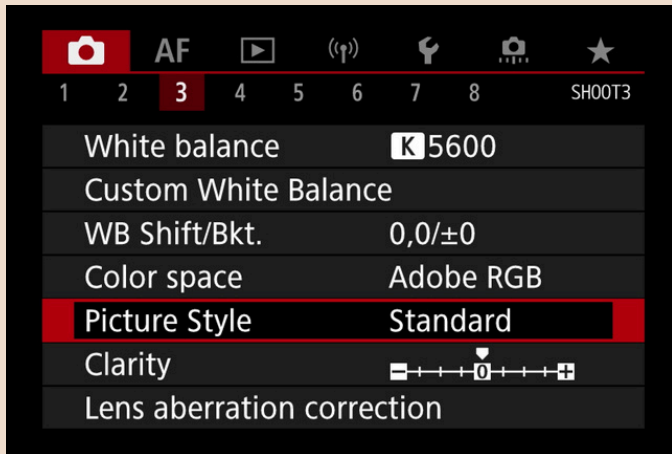 AF
1 2 3 4 5 6 7 8 SHOOT3
White balance K 5600
Custom White Balance
WB Shift/Bkt. 0,0/±0
Color space Adobe RGB
Picture Style Standard
Clarity 0
Lens aberration correction